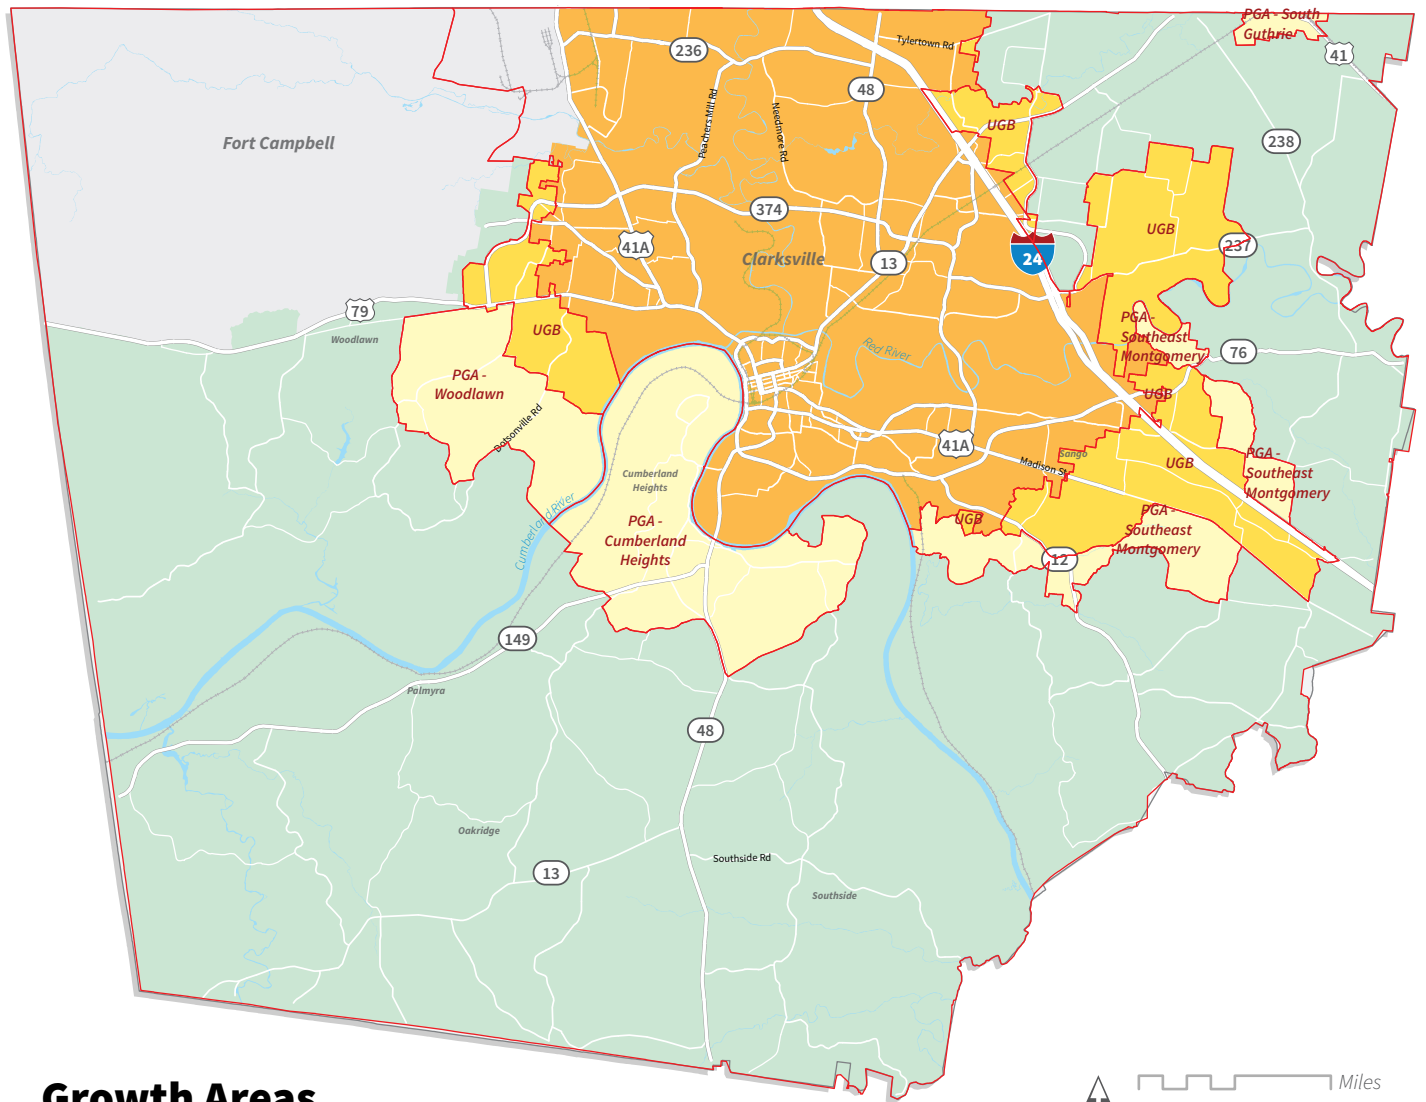 PGA - South
Guthrie
Tylertown Rd
236
41
48
Peachers Mill Rd
Needmore Rd
UGB
Fort Campbell
238
374
UGB
41A
237
Clarksville
24
13
79
PGA -
Southeast
Montgomery
UGB
Woodlawn
Red River
76
PGA -
Woodlawn
UGB
Dotsonville Rd
41A
Sango
Madison St
UGB
PGA -
Southeast
Montgomery
Cumberland
Heights
Cumberland River
PGA -
Cumberland
Heights
UGB
PGA -
Southeast
Montgomery
12
149
Palmyra
48
Oakridge
Southside Rd
13
Southside
Growth Areas
Miles